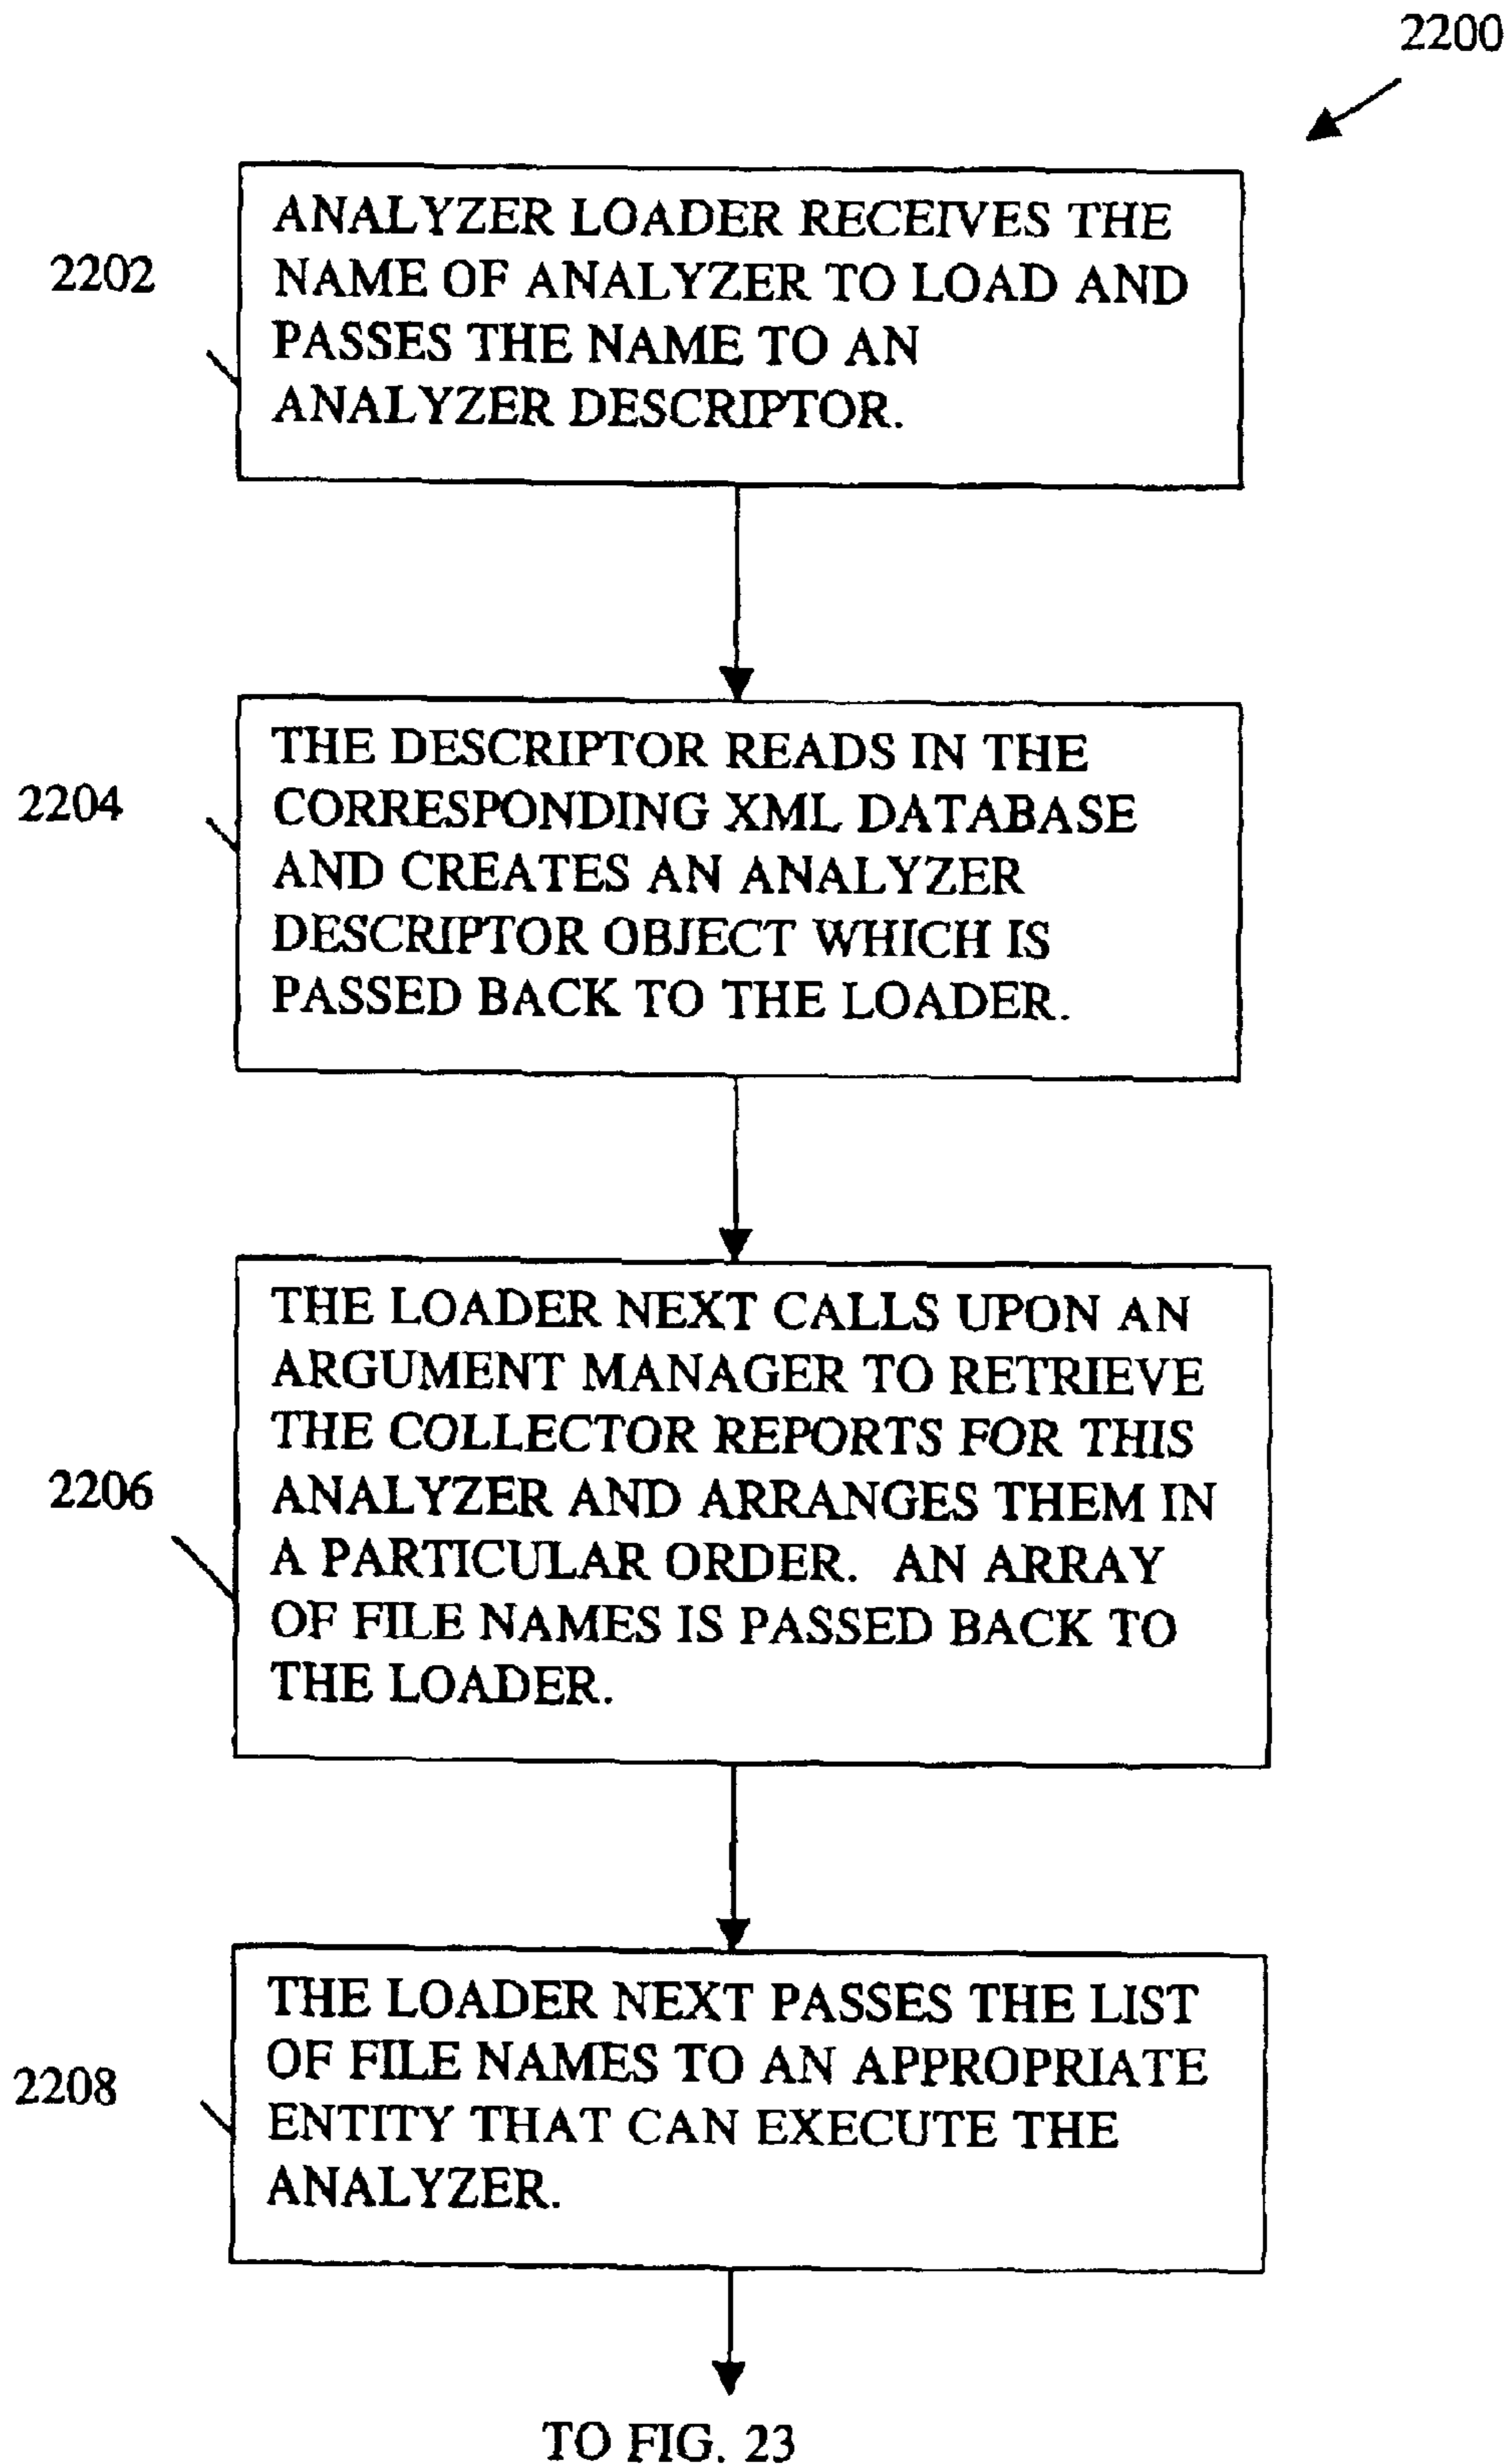 2200
2202
ANALYZER LOADER RECEIVES THE
NAME OF ANALYZER TO LOAD AND
PASSES THE NAME TO AN
ANALYZER DESCRIPTOR.
2204
THE DESCRIPTOR READS IN THE
CORRESPONDING XML DATABASE
AND CREATES AN ANALYZER
DESCRIPTOR OBJECT WHICH IS
PASSED BACK TO THE LOADER.
2206
THE LOADER NEXT CALLS UPON AN
ARGUMENT MANAGER TO RETRIEVE
THE COLLECTOR REPORTS FOR THIS
ANALYZER AND ARRANGES THEM IN
A PARTICULAR ORDER. AN ARRAY
OF FILE NAMES IS PASSED BACK TO
THE LOADER.
2208
THE LOADER NEXT PASSES THE LIST
OF FILE NAMES TO AN APPROPRIATE
ENTITY THAT CAN EXECUTE THE
ANALYZER.
TO FIG. 23